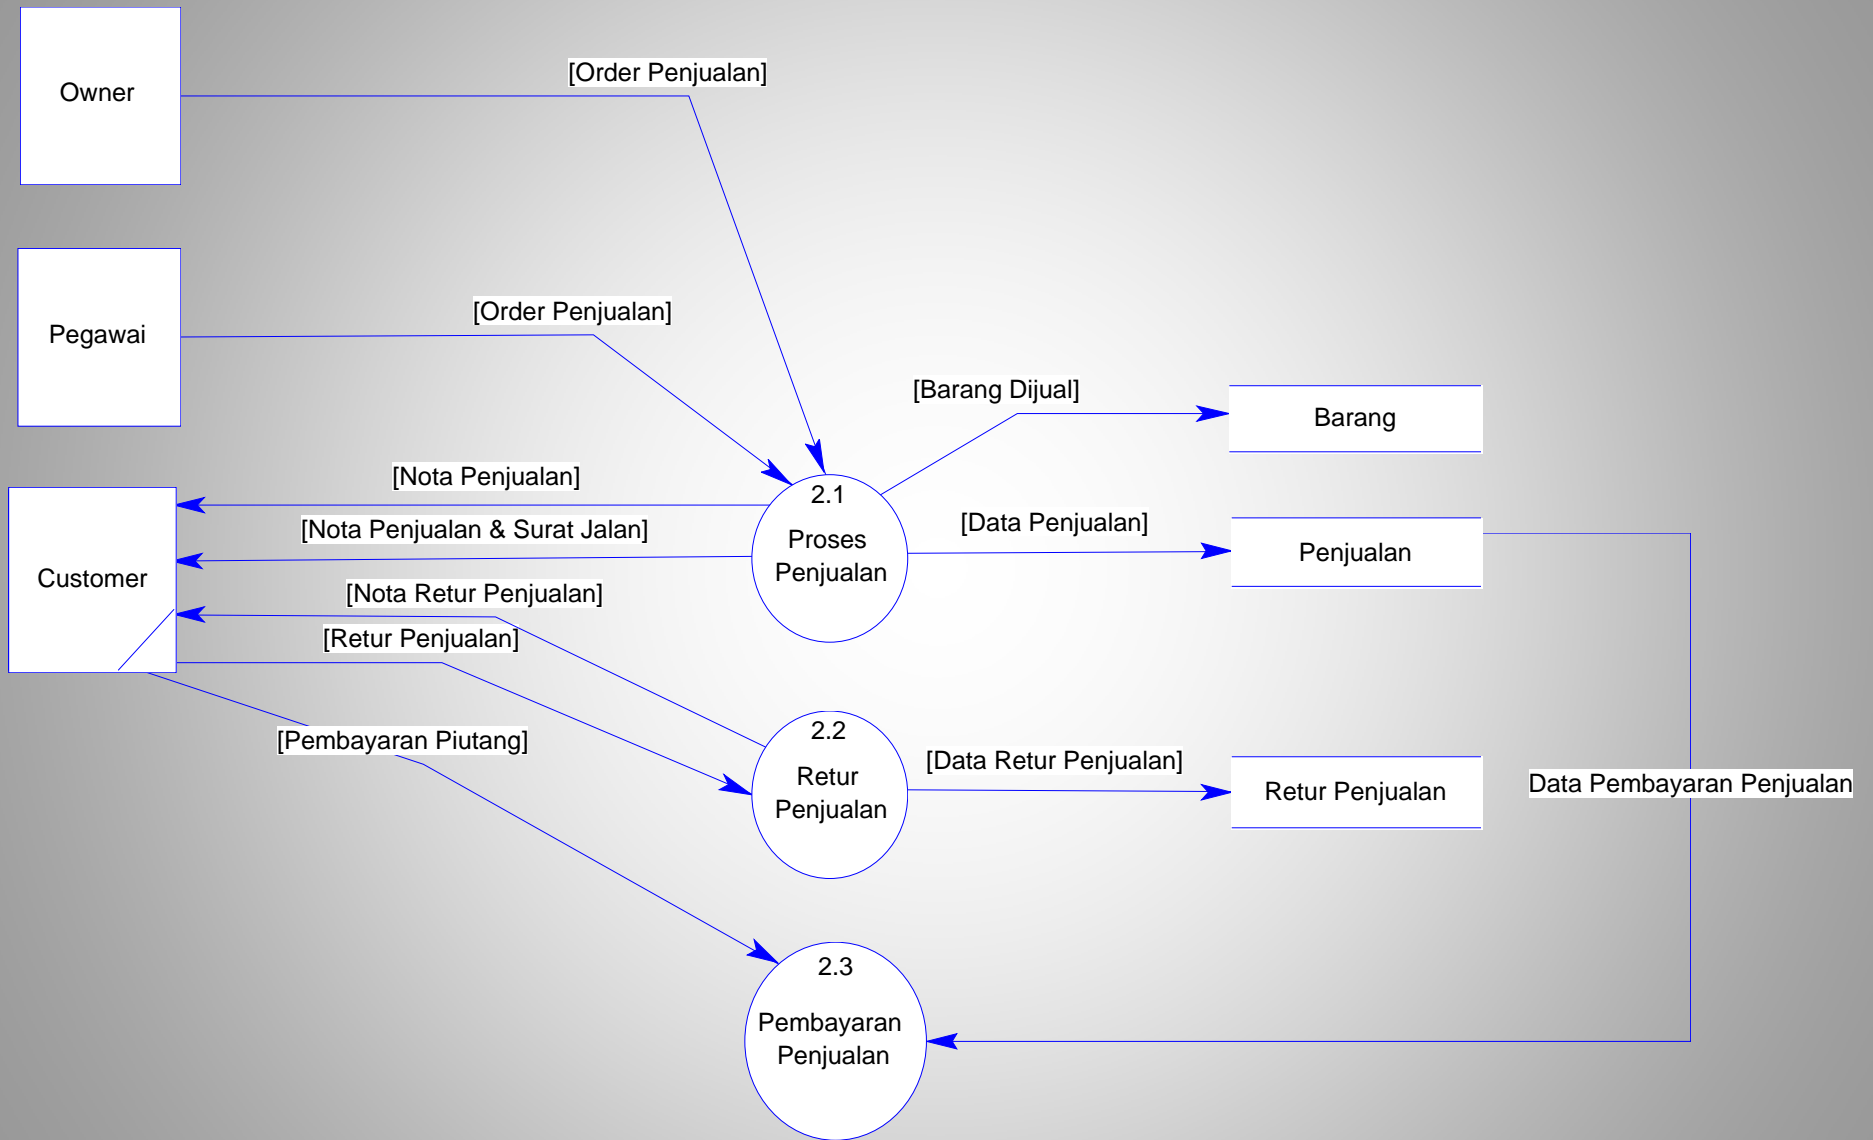 Owner
[Order Penjualan]
Pegawai
[Order Penjualan]
[Barang Dijual]
Barang
[Nota Penjualan]
2.1
Proses
Penjualan
[Nota Penjualan & Surat Jalan]
[Data Penjualan]
Penjualan
Customer
[Nota Retur Penjualan]
[Retur Penjualan]
[Pembayaran Piutang]
2.2
Retur
Penjualan
[Data Retur Penjualan]
Retur Penjualan
Data Pembayaran Penjualan
2.3
Pembayaran
Penjualan